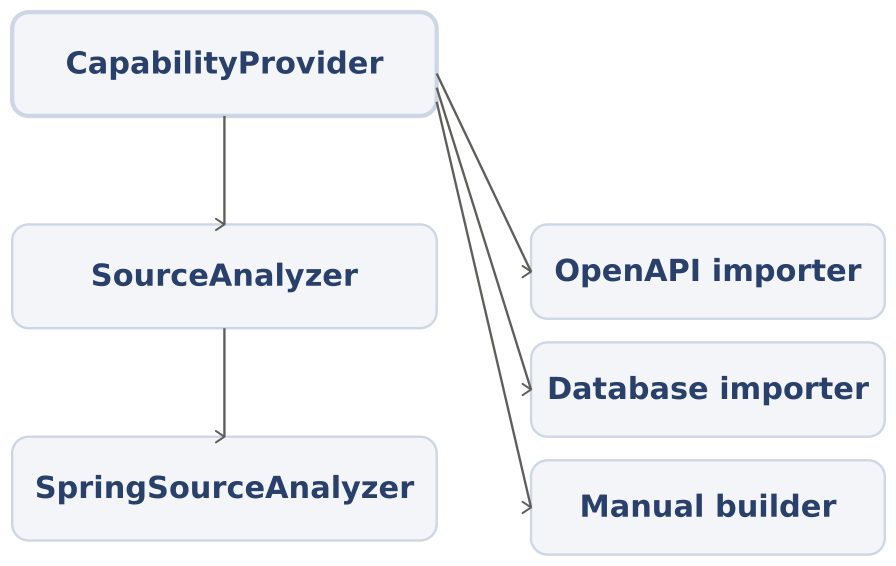 CapabilityProvider
SourceAnalyzer
SpringSourceAnalyzer
OpenAPI importer
Database importer
Manual builder